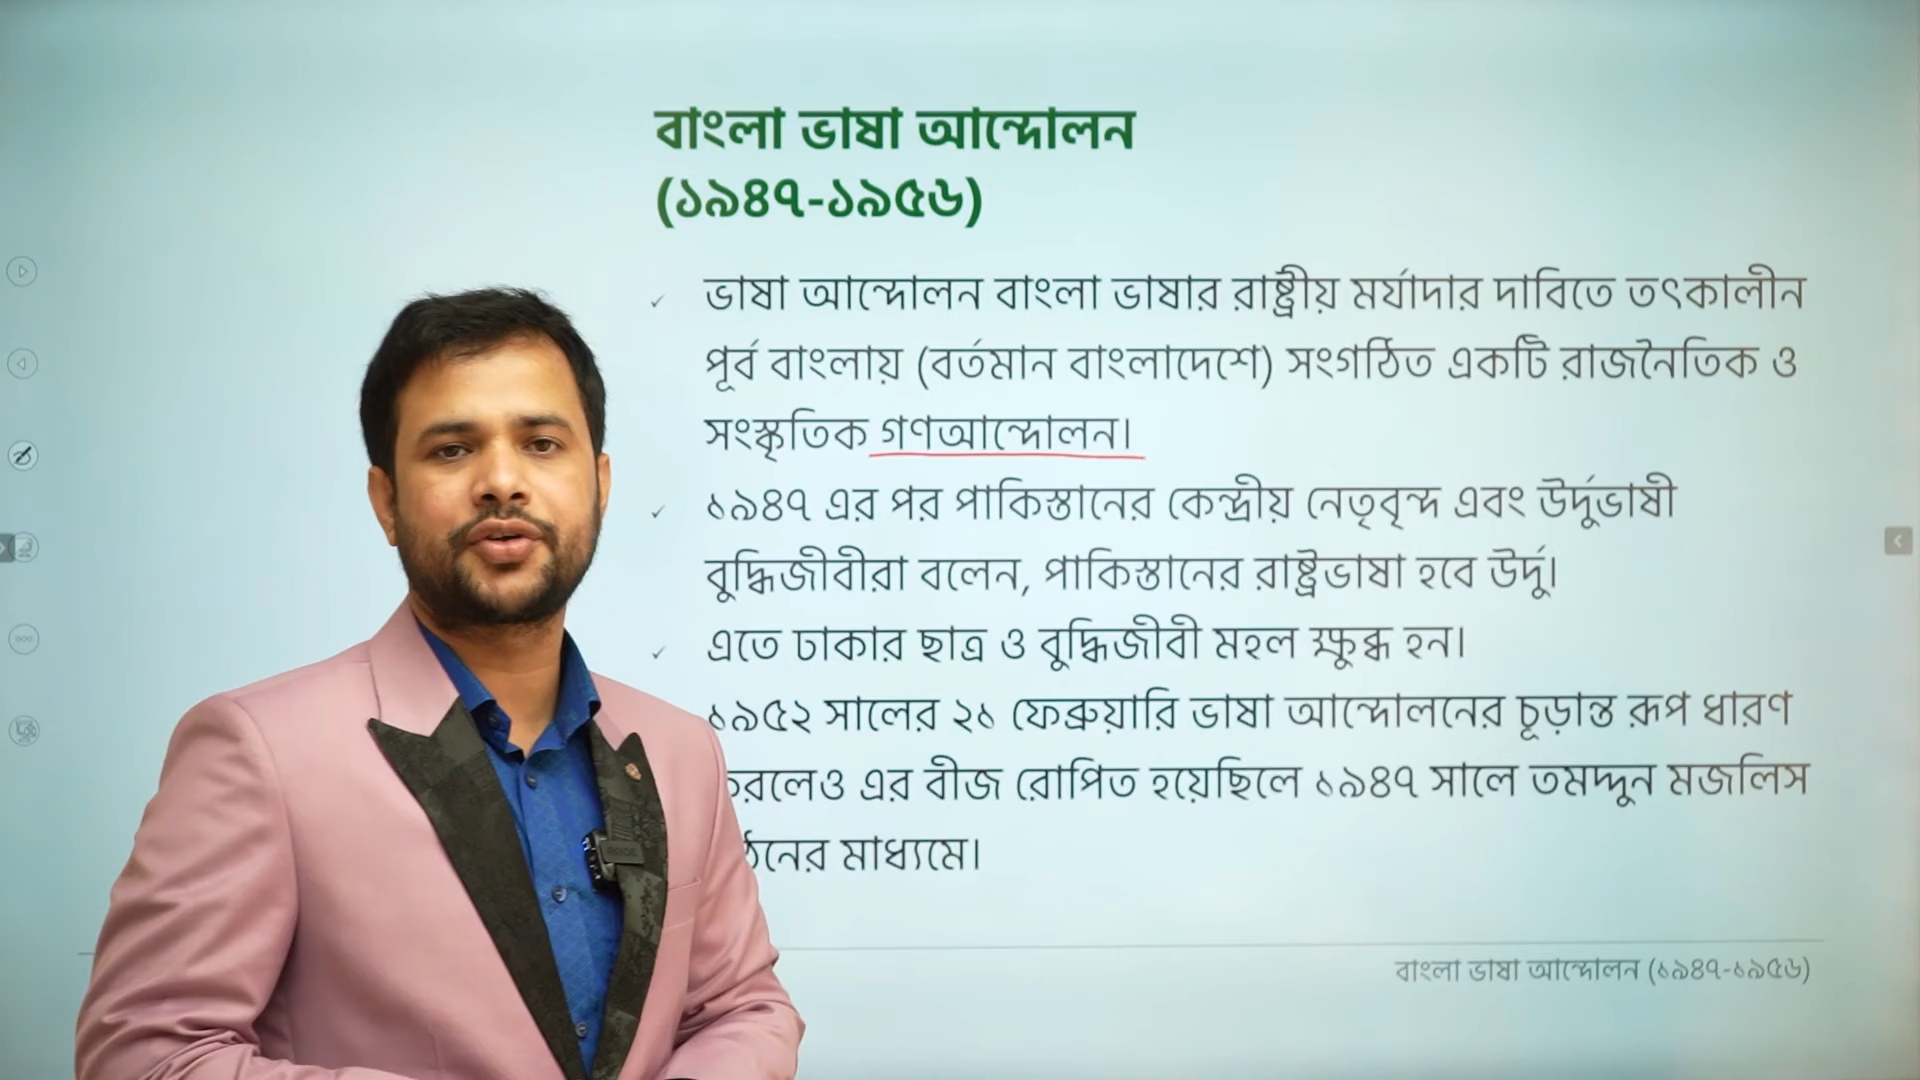 বাংলা ভাষা আন্দোলন
(১৯৪৭-১৯৫৬)
ভাষা আন্দোলন বাংলা ভাষার রাষ্ট্রীয় মর্যাদার দাবিতে তৎকালীন
পূর্ব বাংলায় (বর্তমান বাংলাদেশে) সংগঠিত একটি রাজনৈতিক ও
সংস্কৃতিক গণআন্দোলন।
১৯৪৭ এর পর পাকিস্তানের কেন্দ্রীয় নেতৃবৃন্দ এবং উর্দুভাষী
বুদ্ধিজীবীরা বলেন, পাকিস্তানের রাষ্ট্রভাষা হবে উর্দু।
এতে ঢাকার ছাত্র ও বুদ্ধিজীবী মহল ক্ষুব্ধ হন।
১৯৫২ সালের ২১ ফেব্রুয়ারি ভাষা আন্দোলনের চূড়ান্ত রূপ ধারণ
এর বীজ রোপিত হয়েছিলে ১৯৪৭ সালে তমদ্দুন মজলিস
মাধ্যমে।
বাংলা ভাষা আন্দোলন (১৯৪৭-১৯৫৬)